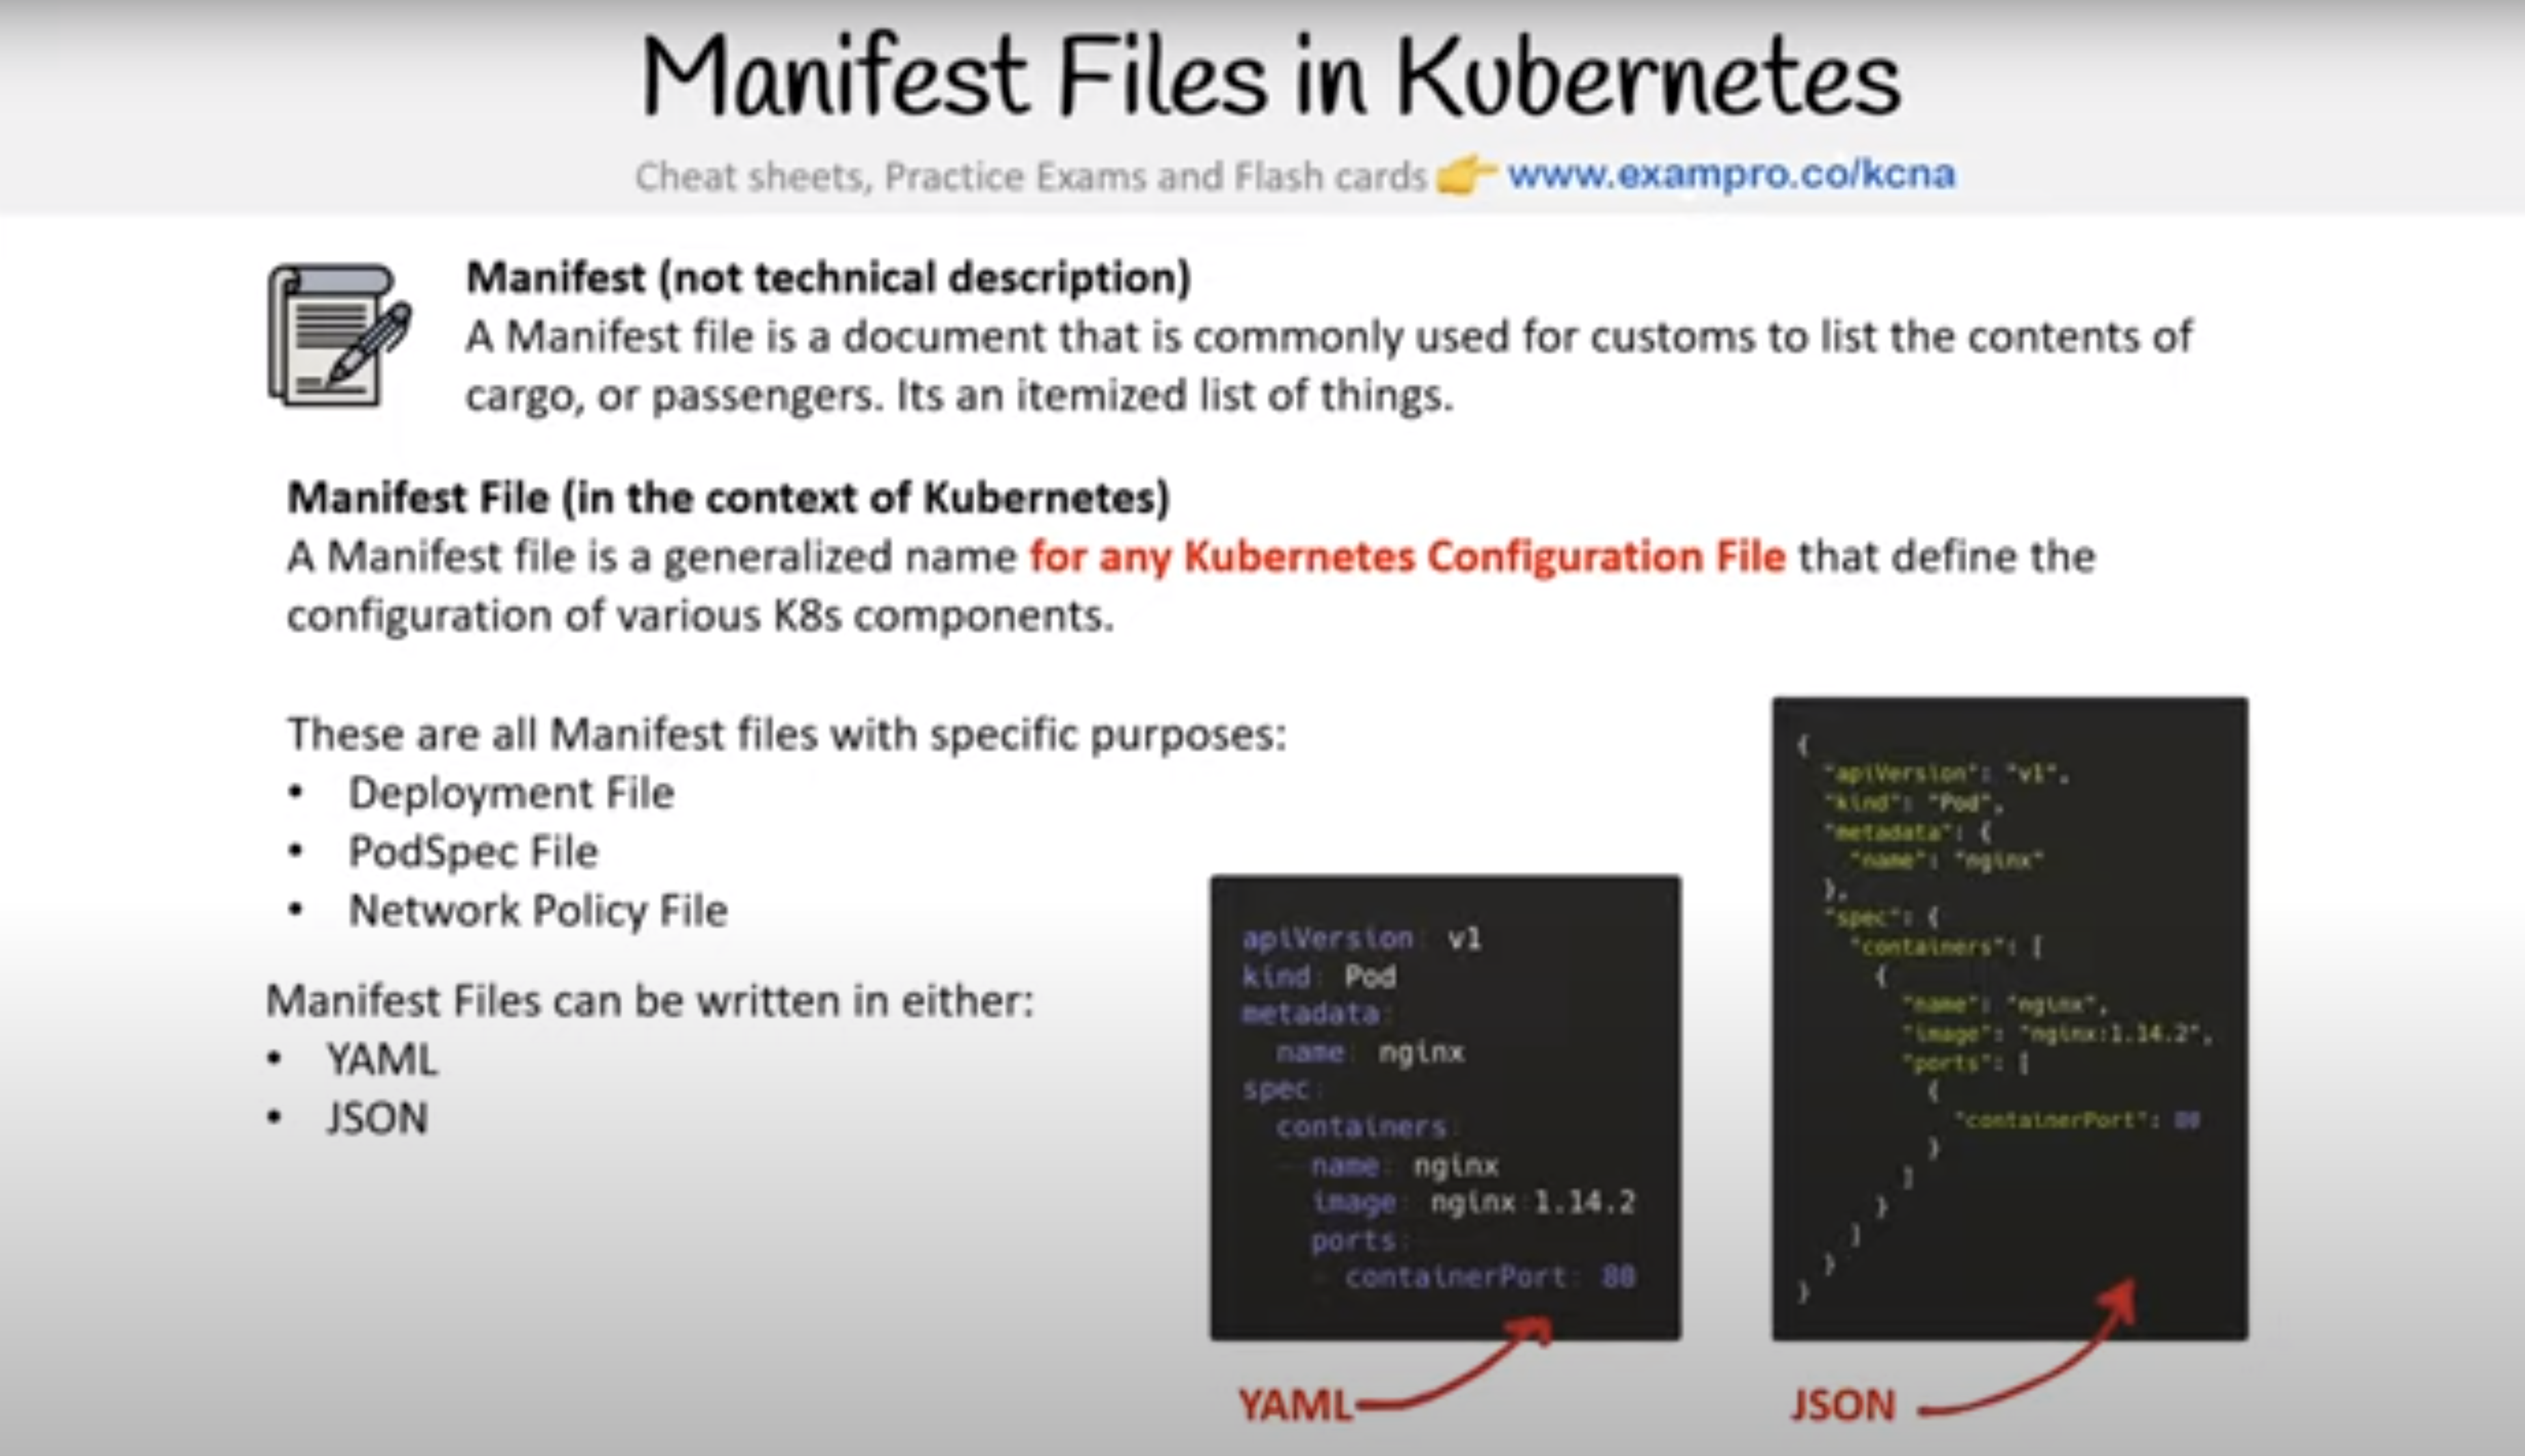 Manifest Files in Kubernetes
Cheat sheets, Practice Exams and Flash cards 👉 www.exampro.co/kcna
Manifest (not technical description)
A Manifest file is a document that is commonly used for customs to list the contents of
cargo, or passengers. Its an itemized list of things.
Manifest File (in the context of Kubernetes)
A Manifest file is a generalized name for any Kubernetes Configuration File that define the
configuration of various K8s components.
These are all Manifest files with specific purposes:
• Deployment File
• PodSpec File
• Network Policy File
Manifest Files can be written in either:
• YAML
• JSON
apiVersion: v1
kind: Pod
metadata:
  name: nginx
spec:
  containers:
  - name: nginx
    image: nginx:1.14.2
    ports:
    - containerPort: 80
YAML
{
  "apiVersion": "v1",
  "kind": "Pod",
  "metadata": {
    "name": "nginx"
  },
  "spec": {
    "containers": [
      {
        "name": "nginx",
        "image": "nginx:1.14.2",
        "ports": [
          {
            "containerPort": 80
          }
        ]
      }
    ]
  }
}
JSON